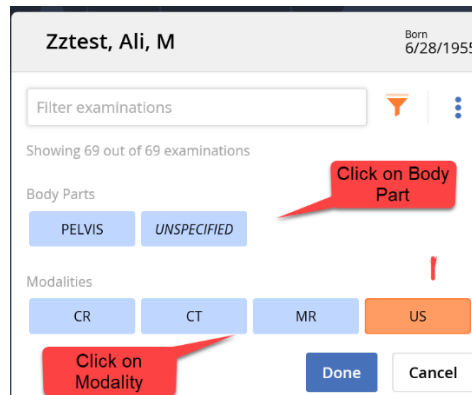 Zztest, Ali, M
Born
6/28/1955
Filter examinations
Showing 69 out of 69 examinations
Click on Body
Part
Body Parts
PELVIS
UNSPECIFIED
Modalities
CR
CT
MR
US
Click on
Modality
Done
Cancel